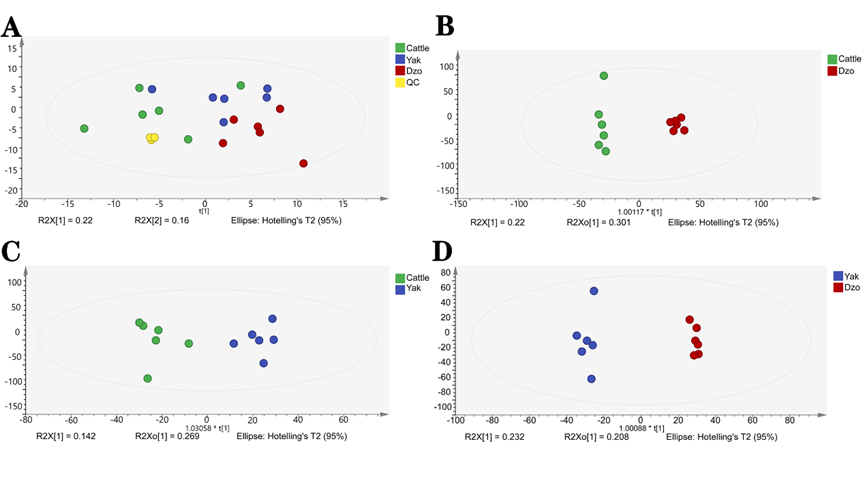 A
15
10
5
0
-5
-10
-15
-20
-20
-15
-10
-5
0
5
10
15
t[1]
R2X[1] = 0.22
R2X[2] = 0.16
Ellipse: Hotelling's T2 (95%)
Cattle
Yak
Dzo
QC
B
100
50
0
-50
-100
-150
-150
-100
-50
0
50
100
1.00117 * t[1]
R2X[1] = 0.22
R2Xo[1] = 0.301
Ellipse: Hotelling's T2 (95%)
Cattle
Dzo
C
100
50
0
-50
-100
-150
-80
-60
-40
-20
0
20
40
60
1.03058 * t[1]
R2X[1] = 0.142
R2Xo[1] = 0.269
Ellipse: Hotelling's T2 (95%)
Cattle
Yak
D
80
60
40
20
0
-20
-40
-60
-80
-100
-100
-80
-60
-40
-20
0
20
40
60
80
1.00088 * t[1]
R2X[1] = 0.232
R2Xo[1] = 0.208
Ellipse: Hotelling's T2 (95%)
Yak
Dzo